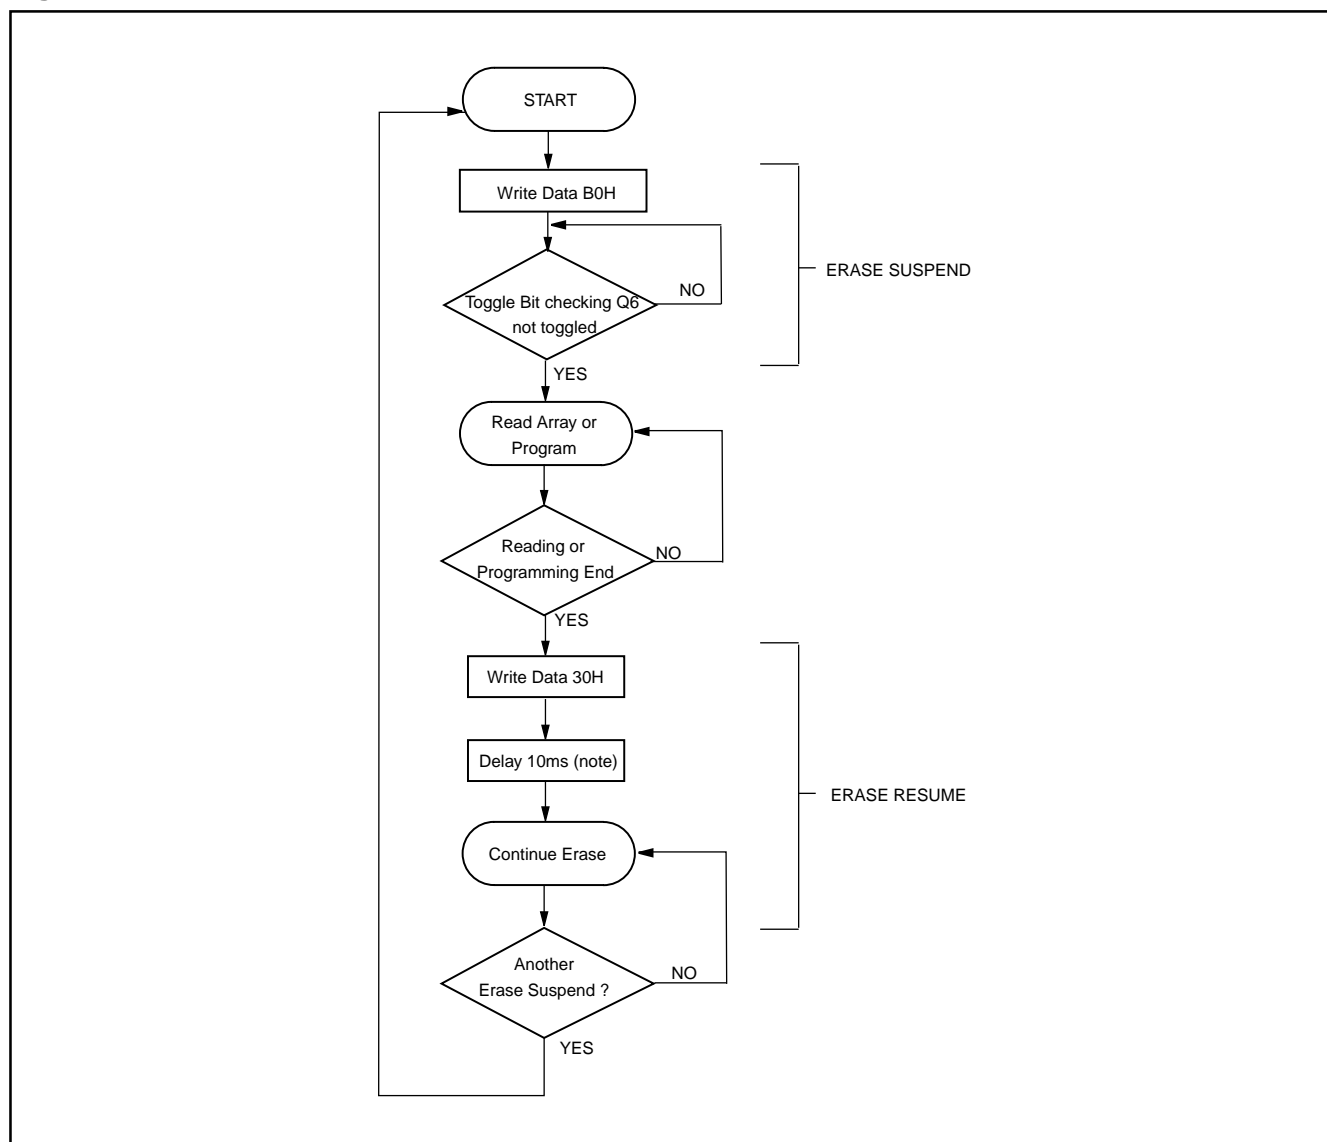 START
Write Data B0H
ERASE SUSPEND
NO
Toggle Bit checking Q6
not toggled
YES
Read Array or
Program
Reading or
NO
Programming End
YES
Write Data 30H
Delay 10ms (note)
ERASE RESUME
Continue Erase
Another
NO
Erase Suspend ?
YES